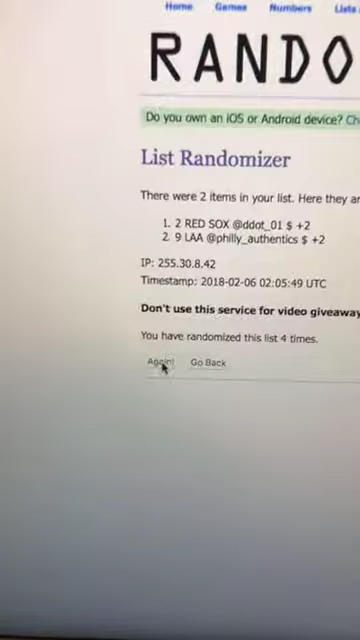 Home Games Numbers Lists
RANDO
Do you own an iOS or Android device? Ch
List Randomizer
There were 2 items in your list. Here they ar
1. 2 RED SOX @ddot_01 $ +2
2. 9 LAA @philly_authentics $ +2
IP: 255.30.8.42
Timestamp: 2018-02-06 02:05:49 UTC
Don't use this service for video giveaway
You have randomized this list 4 times.
Again! Go Back